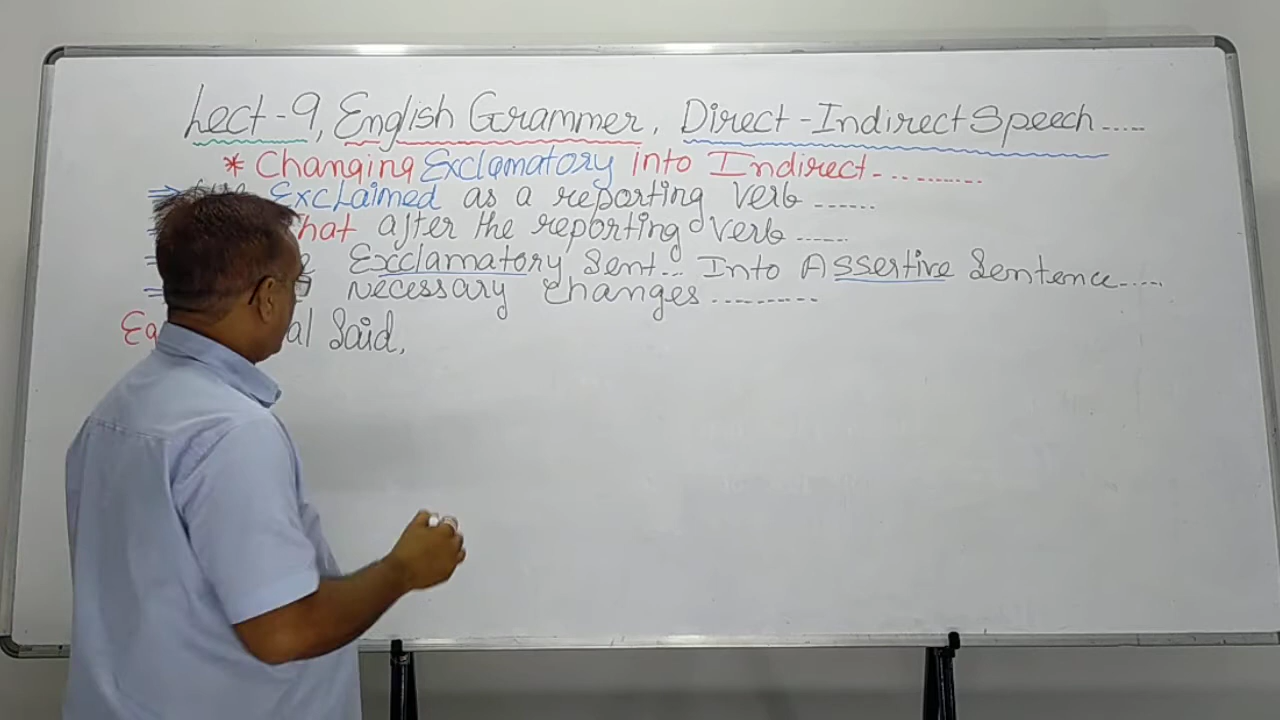 Lect-9, English Grammer, Direct-Indirect Speech.....
* Changing Exclamatory into Indirect..........
⇒ Exclaimed as a reporting verb ......
that after the reporting verb ......
Exclamatory Sent... Into Assertive Sentence.....
necessary changes ..........
Said,